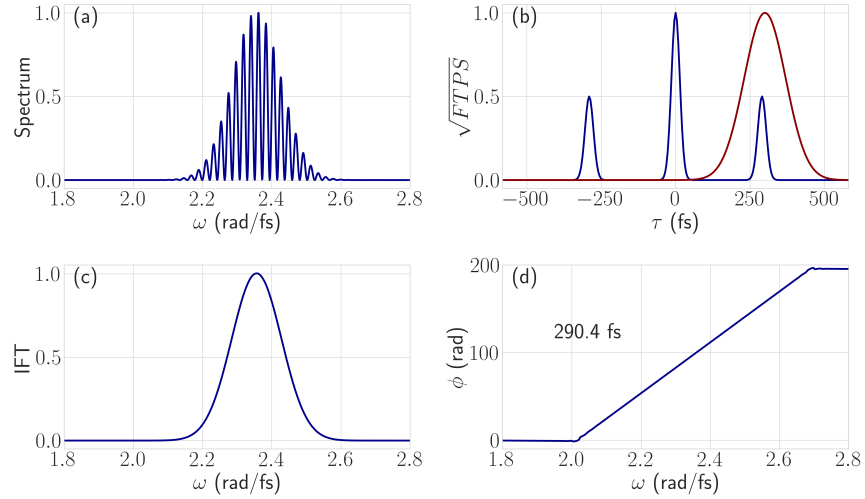 (a)
Spectrum
1.0
0.5
0.0
1.8 2.0 2.2 2.4 2.6 2.8
ω (rad/fs)
(b)
√FTPS
1.0
0.5
0.0
−500 −250 0 250 500
τ (fs)
(c)
IFT
1.0
0.5
0.0
1.8 2.0 2.2 2.4 2.6 2.8
ω (rad/fs)
(d)
ϕ (rad)
200
100
0
290.4 fs
1.8 2.0 2.2 2.4 2.6 2.8
ω (rad/fs)